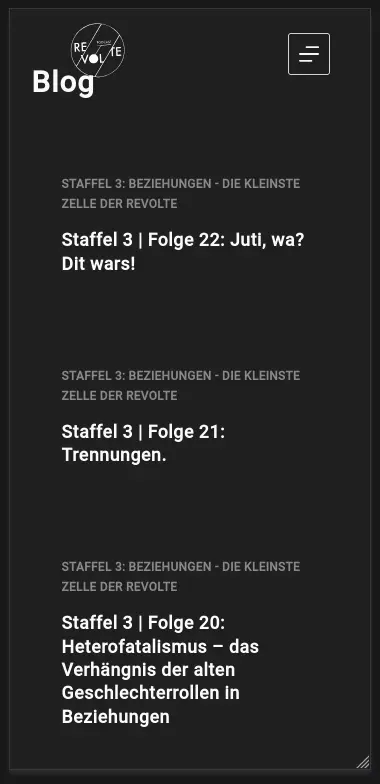 RE
PODCAST
VOL
TE
Blog
STAFFEL 3: BEZIEHUNGEN - DIE KLEINSTE
ZELLE DER REVOLTE
Staffel 3 | Folge 22: Juti, wa?
Dit wars!
STAFFEL 3: BEZIEHUNGEN - DIE KLEINSTE
ZELLE DER REVOLTE
Staffel 3 | Folge 21:
Trennungen.
STAFFEL 3: BEZIEHUNGEN - DIE KLEINSTE
ZELLE DER REVOLTE
Staffel 3 | Folge 20:
Heterofatalismus – das
Verhängnis der alten
Geschlechterrollen in
Beziehungen